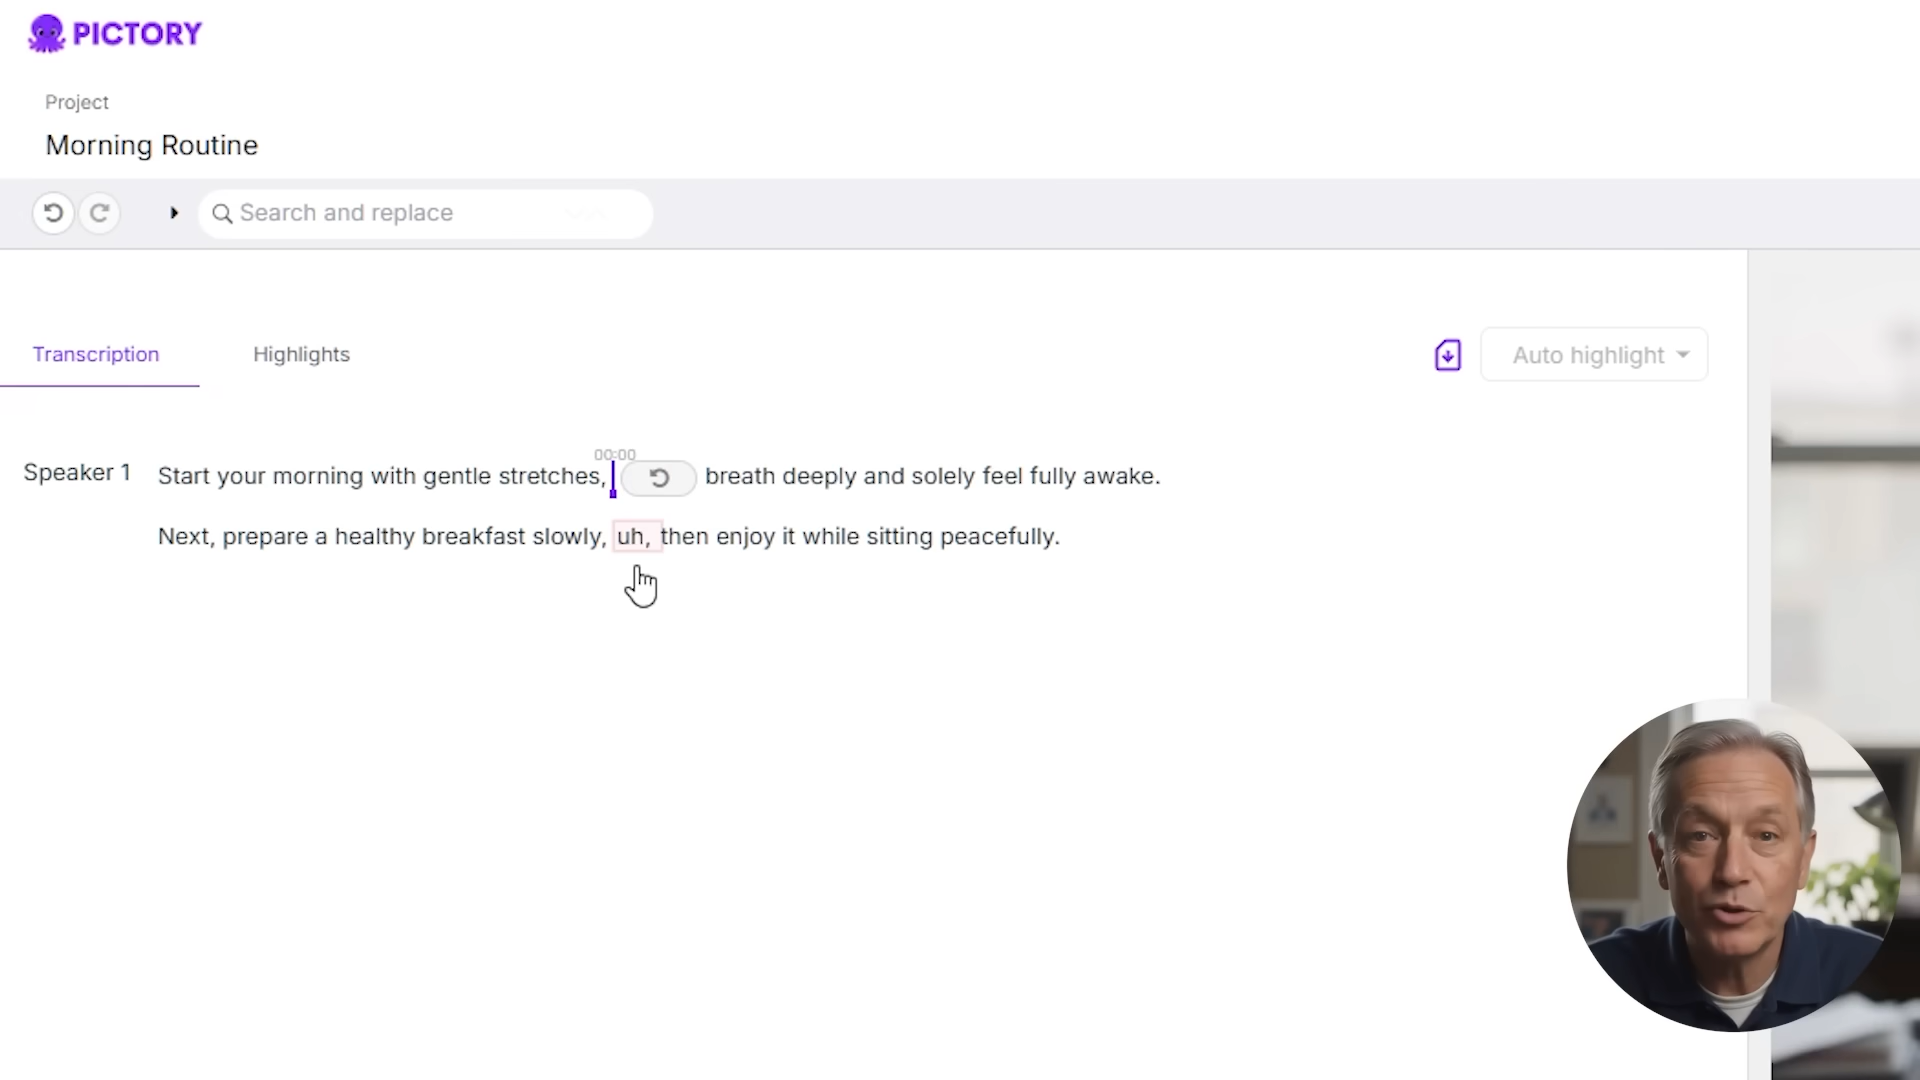 PICTORY
Project
Morning Routine
Search and replace
Transcription
Highlights
Auto highlight
00:00
Speaker 1
Start your morning with gentle stretches, breath deeply and solely feel fully awake.
Next, prepare a healthy breakfast slowly, uh, then enjoy it while sitting peacefully.